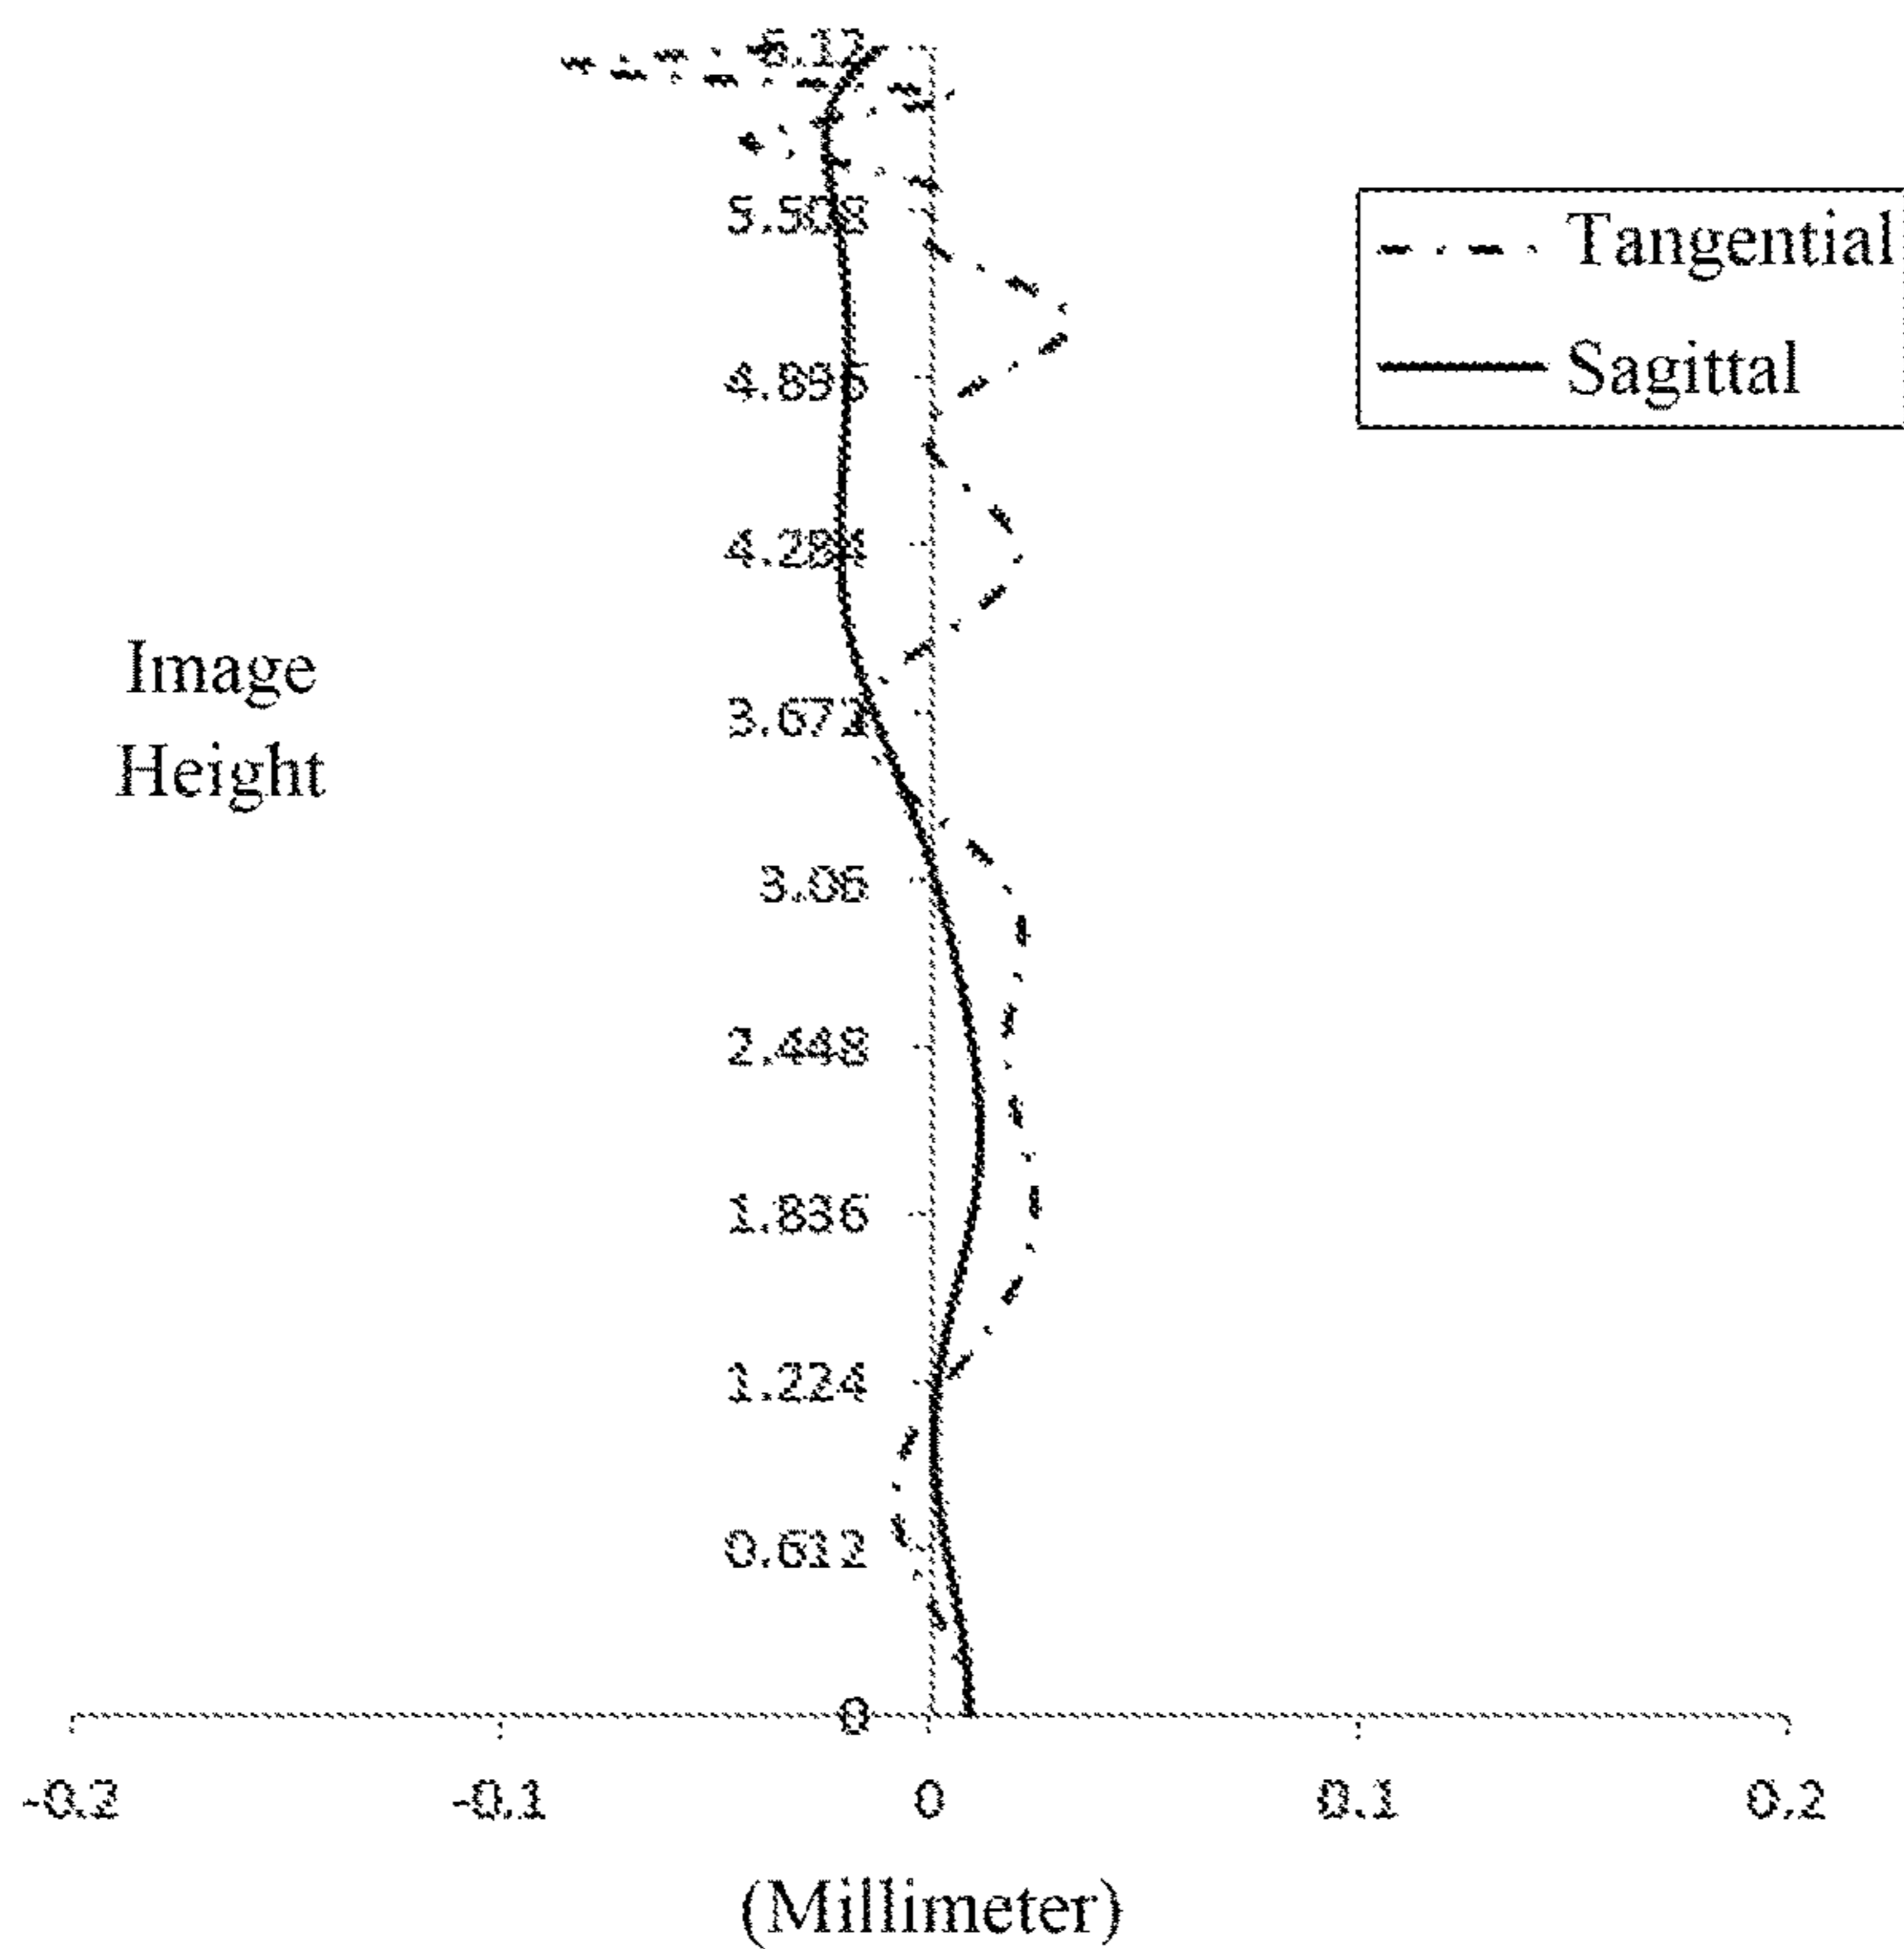 6.12
5.508
Tangential
Sagittal
4.896
4.284
Image
Height
3.672
3.06
2.448
1.836
1.224
0.612
0
-0.2 -0.1 0 0.1 0.2
(Millimeter)